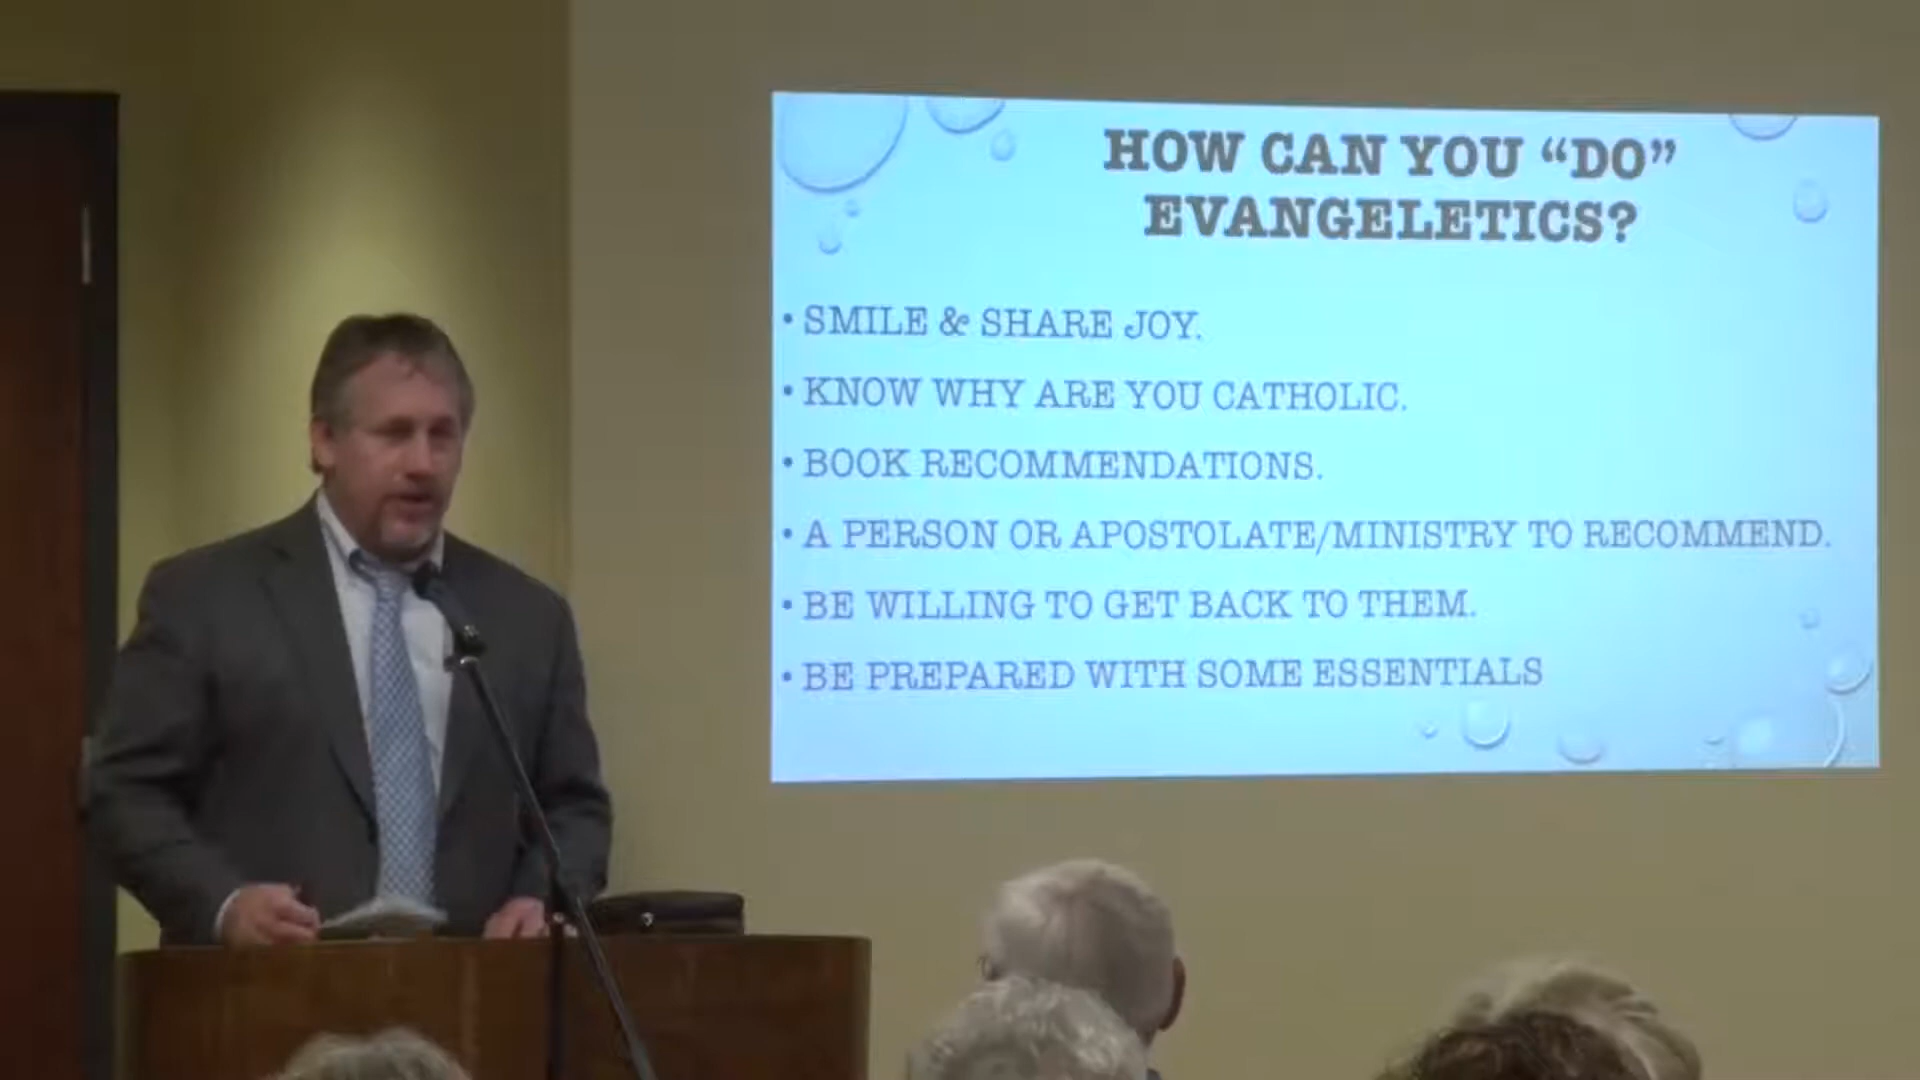 HOW CAN YOU “DO”
EVANGELETICS?
• SMILE & SHARE JOY.
• KNOW WHY ARE YOU CATHOLIC.
• BOOK RECOMMENDATIONS.
• A PERSON OR APOSTOLATE/MINISTRY TO RECOMMEND.
• BE WILLING TO GET BACK TO THEM.
• BE PREPARED WITH SOME ESSENTIALS